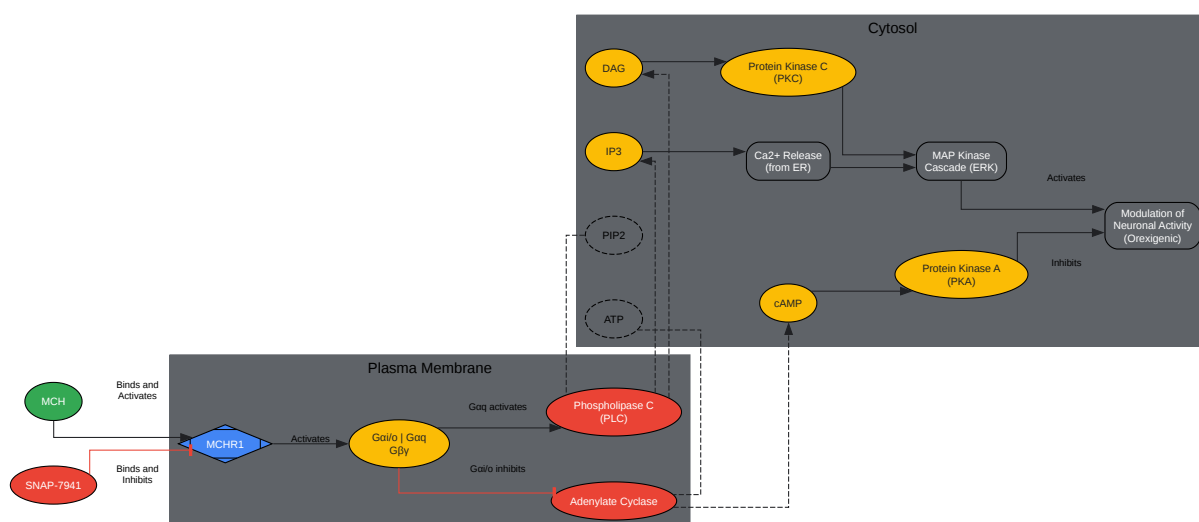 Cytosol
DAG
Protein Kinase C
(PKC)
IP3
Ca2+ Release
(from ER)
MAP Kinase
Cascade (ERK)
Activates
Modulation of
Neuronal Activity
(Orexigenic)
PIP2
Protein Kinase A
(PKA)
Inhibits
cAMP
ATP
Plasma Membrane
MCH
Binds and
Activates
MCHR1
Activates
Gαi/o | Gαq
Gβγ
Gαq activates
Phospholipase C
(PLC)
SNAP-7941
Binds and
Inhibits
Gαi/o inhibits
Adenylate Cyclase